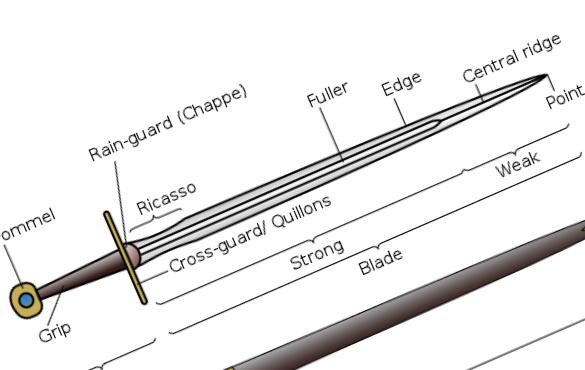 Central ridge
Edge
Fuller
Point
Rain-guard (Chappe)
Ricasso
Weak
Cross-guard/ Quillons
Strong
Blade
ommel
Grip